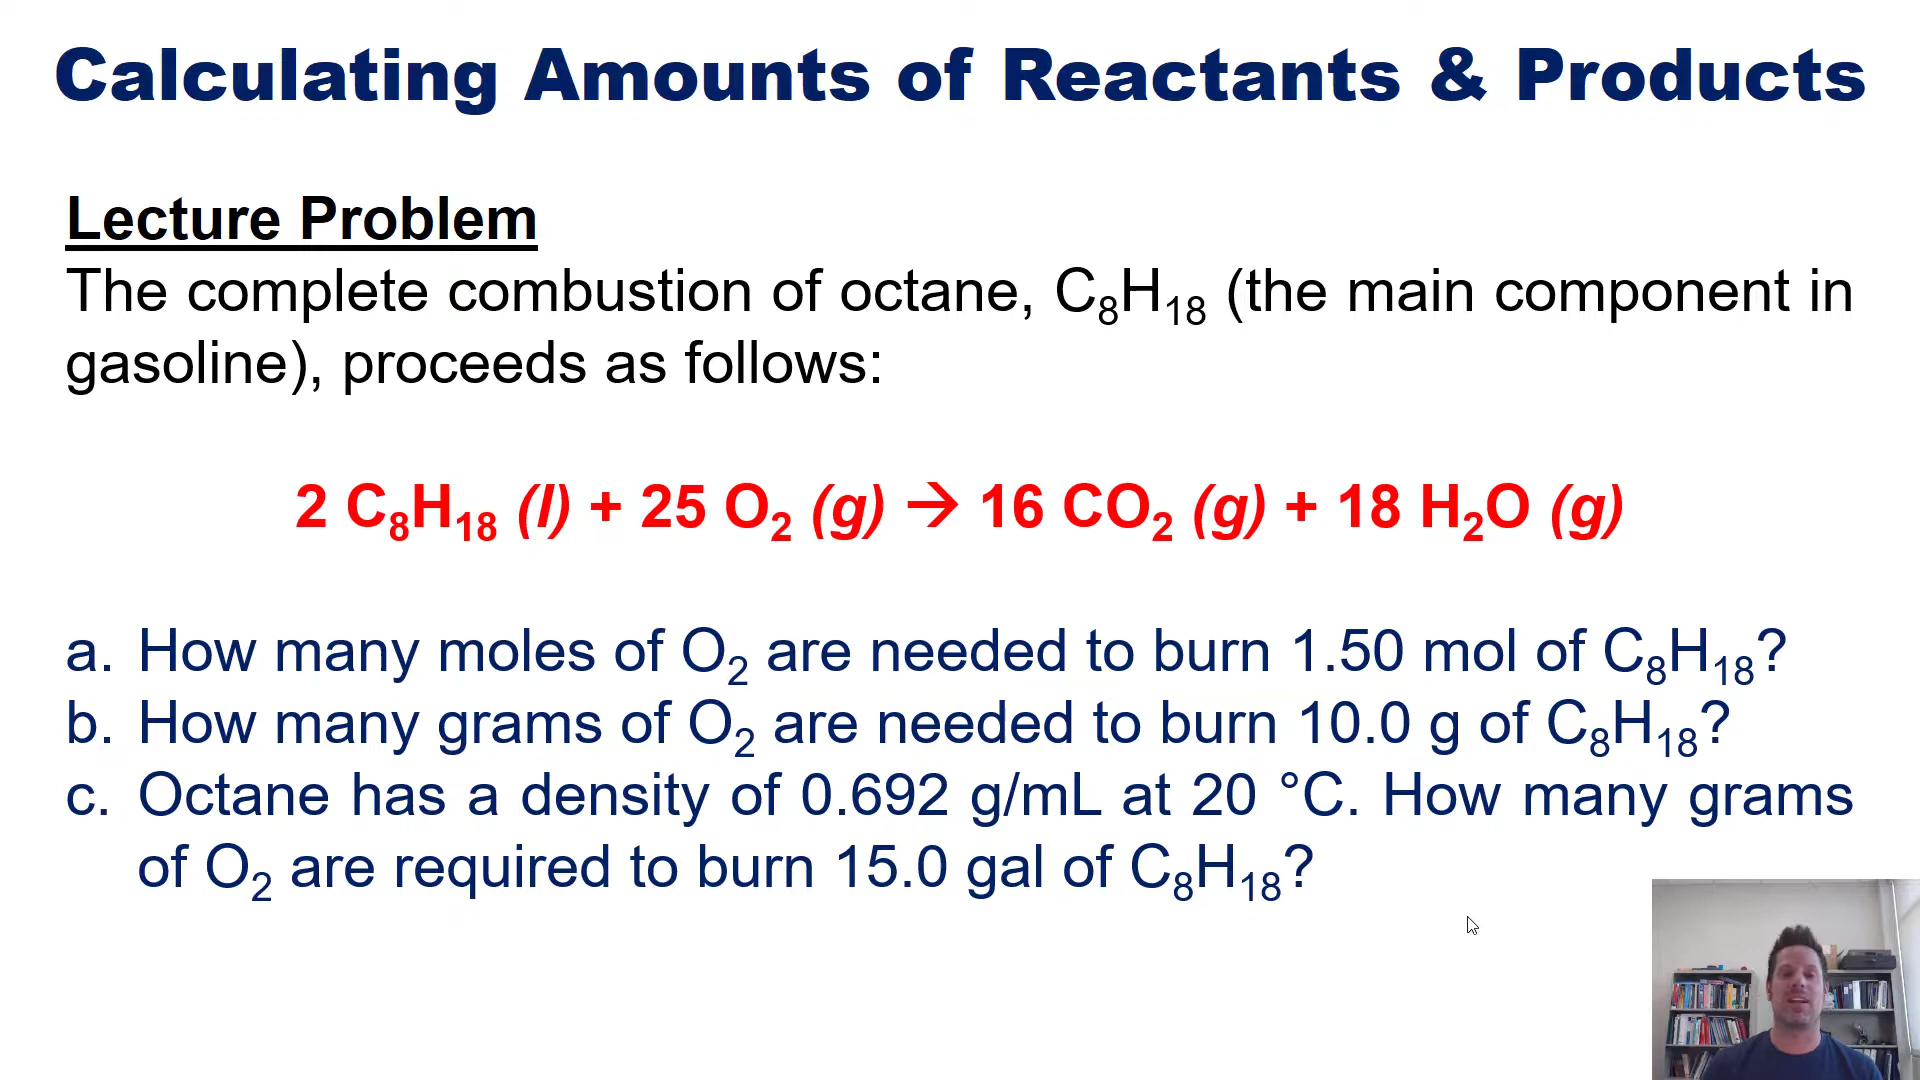 Calculating Amounts of Reactants & Products
Lecture Problem
The complete combustion of octane, C₈H₁₈ (the main component in
gasoline), proceeds as follows:
2 C₈H₁₈ (l) + 25 O₂ (g) → 16 CO₂ (g) + 18 H₂O (g)
a. How many moles of O₂ are needed to burn 1.50 mol of C₈H₁₈?
b. How many grams of O₂ are needed to burn 10.0 g of C₈H₁₈?
c. Octane has a density of 0.692 g/mL at 20 °C. How many grams
of O₂ are required to burn 15.0 gal of C₈H₁₈?